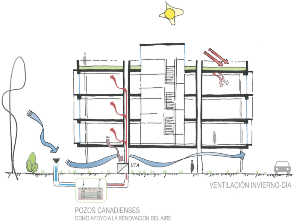 UTA
VENTILACIÓN INVIERNO-DÍA
POZOS CANADIENSES
COMO APOYO A LA RENOVACIÓN DEL AIRE